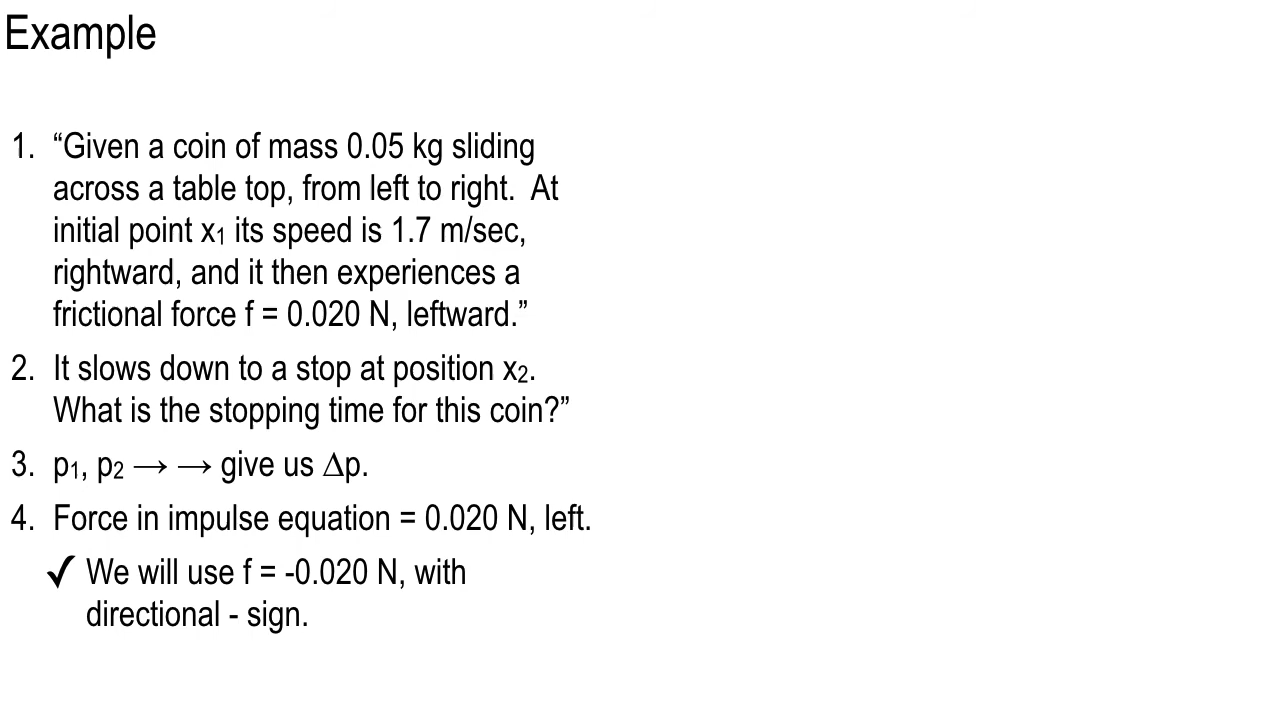 Example
1. “Given a coin of mass 0.05 kg sliding
across a table top, from left to right.  At
initial point x₁ its speed is 1.7 m/sec,
rightward, and it then experiences a
frictional force f = 0.020 N, leftward.”
2. It slows down to a stop at position x₂.
What is the stopping time for this coin?”
3. p₁, p₂ → → give us Δp.
4. Force in impulse equation = 0.020 N, left.
✓ We will use f = -0.020 N, with
directional - sign.